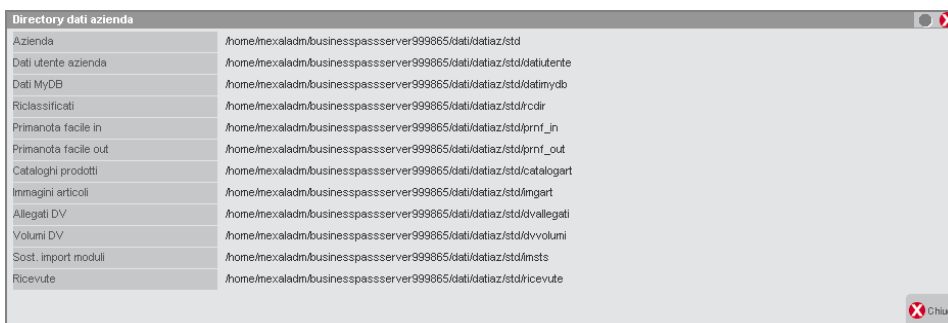 Directory dati azienda
Azienda /home/mexaladm/businesspassserver999865/dati/datiaz/std
Dati utente azienda /home/mexaladm/businesspassserver999865/dati/datiaz/std/datiutente
Dati MyDB /home/mexaladm/businesspassserver999865/dati/datiaz/std/datimydb
Riclassificati /home/mexaladm/businesspassserver999865/dati/datiaz/std/rcdir
Primanota facile in /home/mexaladm/businesspassserver999865/dati/datiaz/std/prnf_in
Primanota facile out /home/mexaladm/businesspassserver999865/dati/datiaz/std/prnf_out
Cataloghi prodotti /home/mexaladm/businesspassserver999865/dati/datiaz/std/catalogart
Immagini articoli /home/mexaladm/businesspassserver999865/dati/datiaz/std/imgart
Allegati DV /home/mexaladm/businesspassserver999865/dati/datiaz/std/dvallegati
Volumi DV /home/mexaladm/businesspassserver999865/dati/datiaz/std/dvvolumi
Sost. import moduli /home/mexaladm/businesspassserver999865/dati/datiaz/std/imsts
Ricevute /home/mexaladm/businesspassserver999865/dati/datiaz/std/ricevute
Chiu